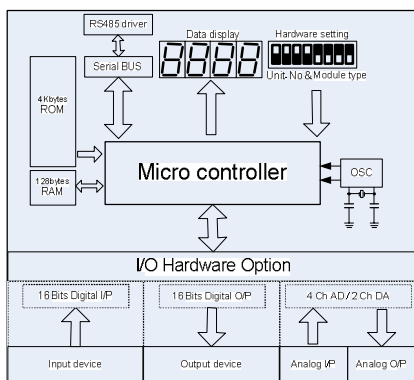 RS485 driver
Data display
Hardware setting
Serial BUS
8888
Unit-No & Module type
4Kbytes
ROM
Micro controller
OSC
128bytes
RAM
I/O Hardware Option
16 Bits Digital I/P
16 Bits Digital O/P
4 Ch AD/2 Ch DA
Input device
Output device
Analog I/P
Analog O/P